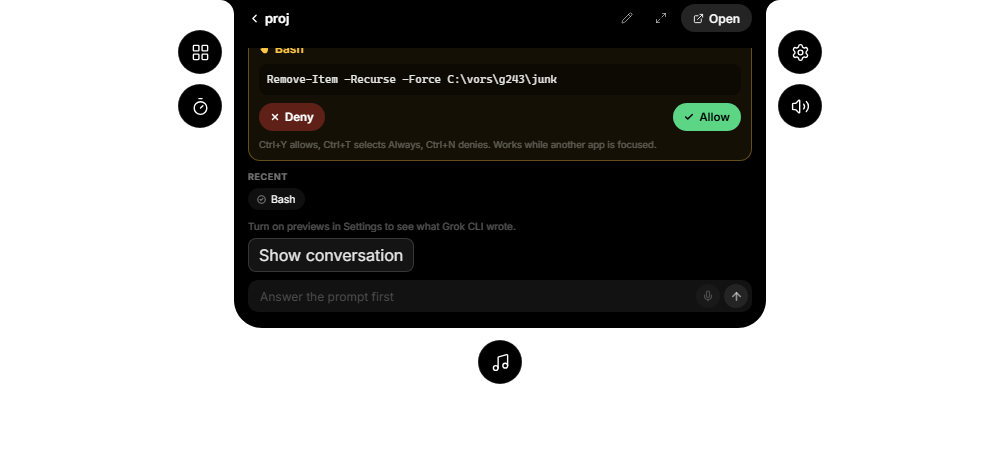 proj
Open
Bash
Remove-Item -Recurse -Force C:\vors\g243\junk
Deny
Allow
Ctrl+Y allows, Ctrl+T selects Always, Ctrl+N denies. Works while another app is focused.
RECENT
Bash
Turn on previews in Settings to see what Grok CLI wrote.
Show conversation
Answer the prompt first